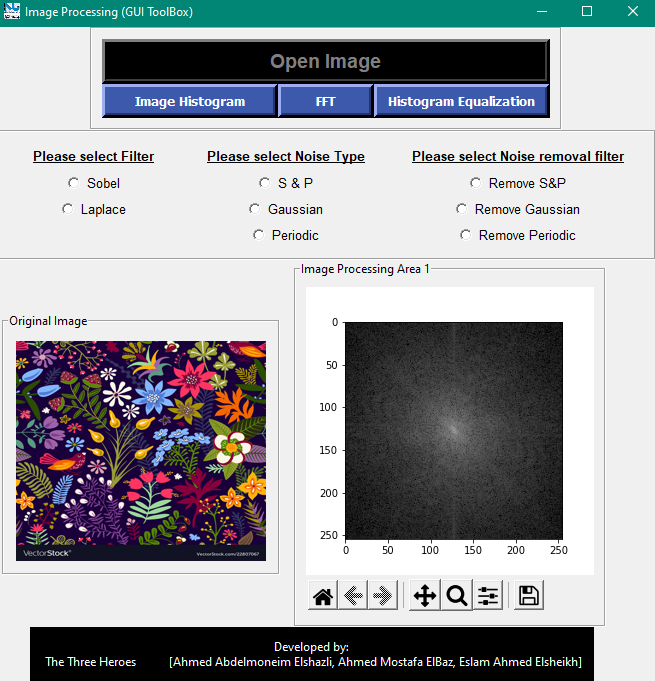 Image Processing (GUI ToolBox)
Open Image
Image Histogram FFT Histogram Equalization
Please select Filter Please select Noise Type Please select Noise removal filter
Sobel S & P Remove S&P
Laplace Gaussian Remove Gaussian
Periodic Remove Periodic
Image Processing Area 1
Original Image
0
50
100
150
200
250
0 50 100 150 200 250
VectorStock® VectorStock.com/22807067
Developed by:
The Three Heroes [Ahmed Abdelmoneim Elshazli, Ahmed Mostafa ElBaz, Eslam Ahmed Elsheikh]